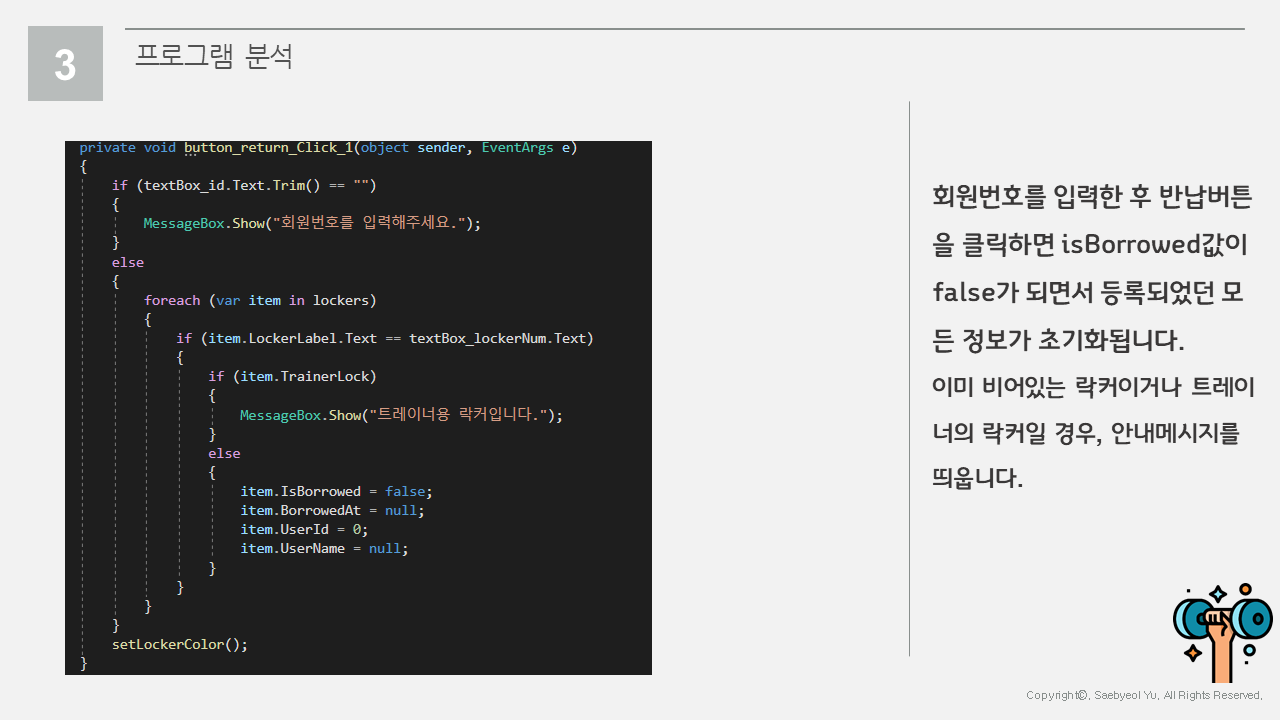 3
프로그램 분석
private void button_return_Click_1(object sender, EventArgs e)
{
if (textBox_id.Text.Trim() == "")
{
MessageBox.Show("회원번호를 입력해주세요.");
}
else
{
foreach (var item in lockers)
{
if (item.LockerLabel.Text == textBox_lockerNum.Text)
{
if (item.TrainerLock)
{
MessageBox.Show("트레이너용 락커입니다.");
}
else
{
item.IsBorrowed = false;
item.BorrowedAt = null;
item.UserId = 0;
item.UserName = null;
}
}
}
}
setLockerColor();
}
회원번호를 입력한 후 반납버튼
을 클릭하면 isBorrowed값이
false가 되면서 등록되었던 모
든 정보가 초기화됩니다.
이미 비어있는 락커이거나 트레이
너의 락커일 경우, 안내메시지를
띄웁니다.
Copyright©. Saebyeol Yu. All Rights Reserved.